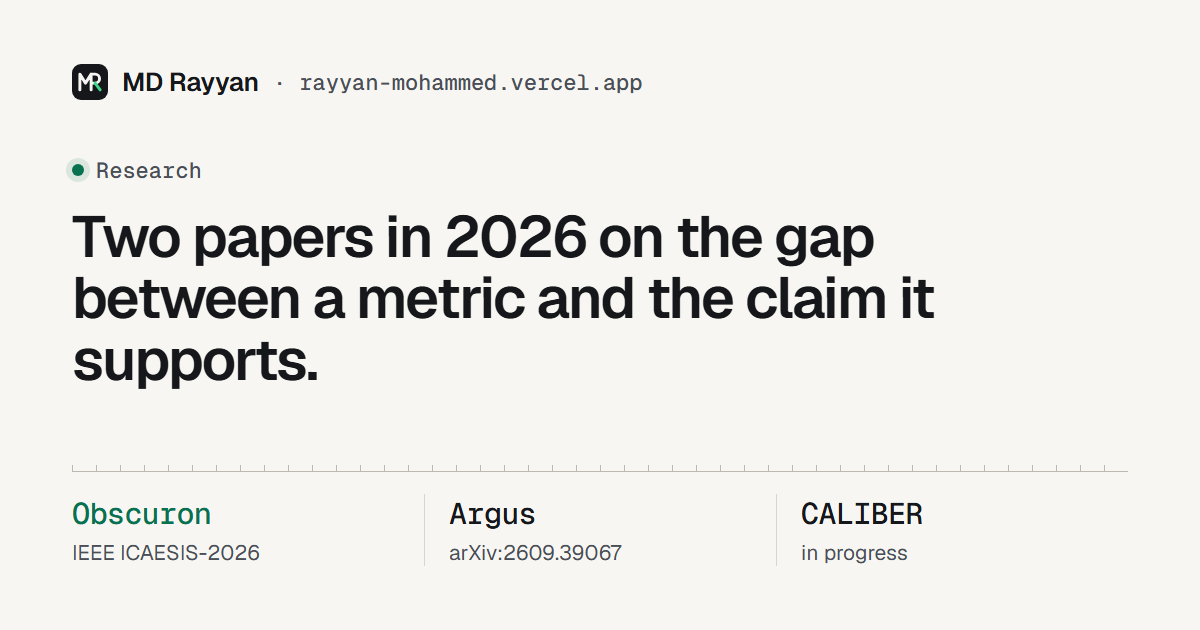 MR MD Rayyan · rayyan-mohammed.vercel.app
Research
Two papers in 2026 on the gap
between a metric and the claim it
supports.
Obscuron
IEEE ICAESIS-2026
Argus
arXiv:2609.39067
CALIBER
in progress